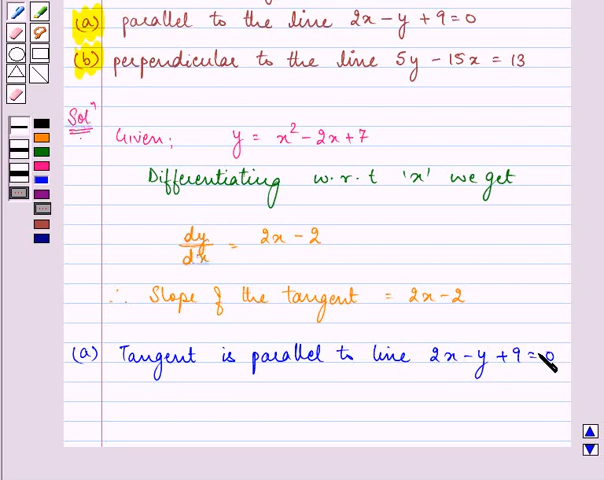 (a) parallel to the line 2x - y + 9 = 0
(b) perpendicular to the line 5y - 15x = 13
Solⁿ
Given; y = x² - 2x + 7
Differentiating w.r.t 'x' we get
dy/dx = 2x - 2
∴ Slope of the tangent = 2x - 2
(a) Tangent is parallel to line 2x - y + 9 = 0